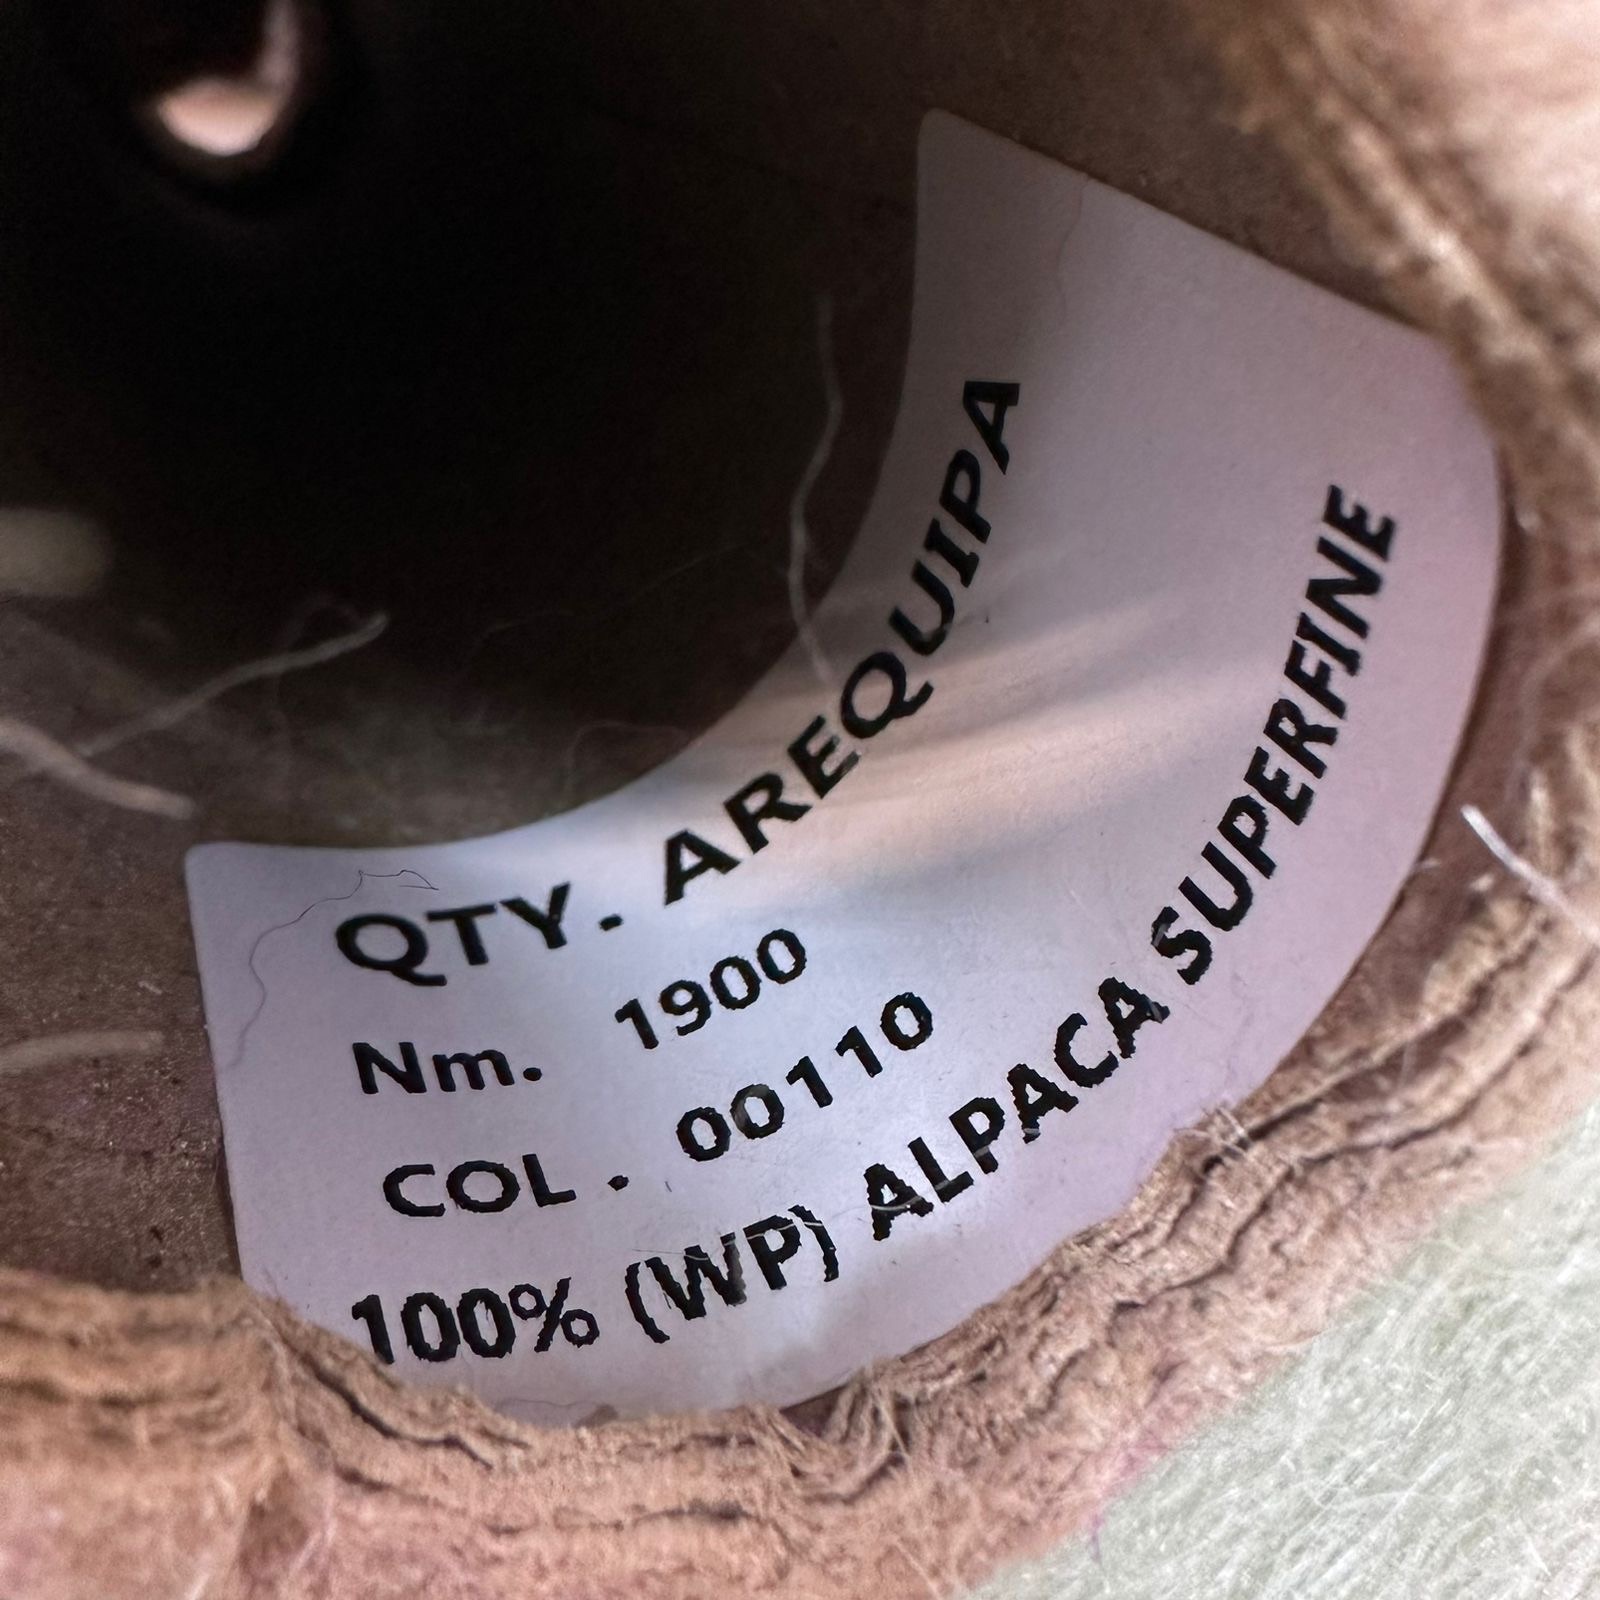 QTY. AREQUIPA
Nm. 1900
COL . 00110
100% (WP) ALPACA SUPERFINE